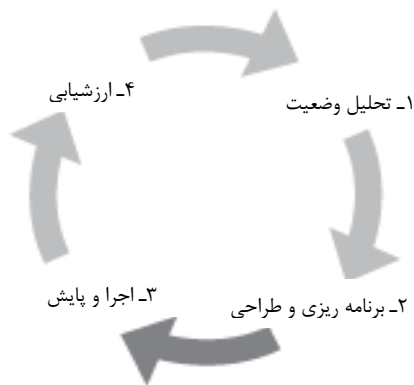 ۱ـ تحلیل وضعیت
۲ـ برنامه ریزی و طراحی
۳ـ اجرا و پایش
۴ـ ارزشیابی